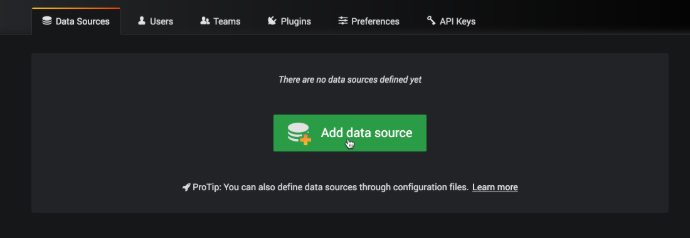 Data Sources Users Teams Plugins Preferences API Keys
There are no data sources defined yet
Add data source
ProTip: You can also define data sources through configuration files. Learn more